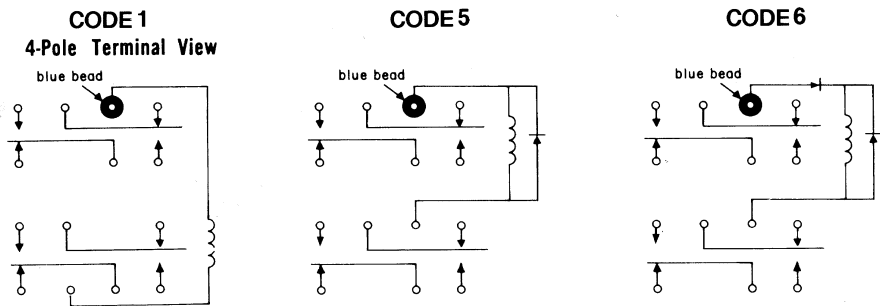 CODE 1
4-Pole Terminal View
blue bead
CODE 5
blue bead
CODE 6
blue bead